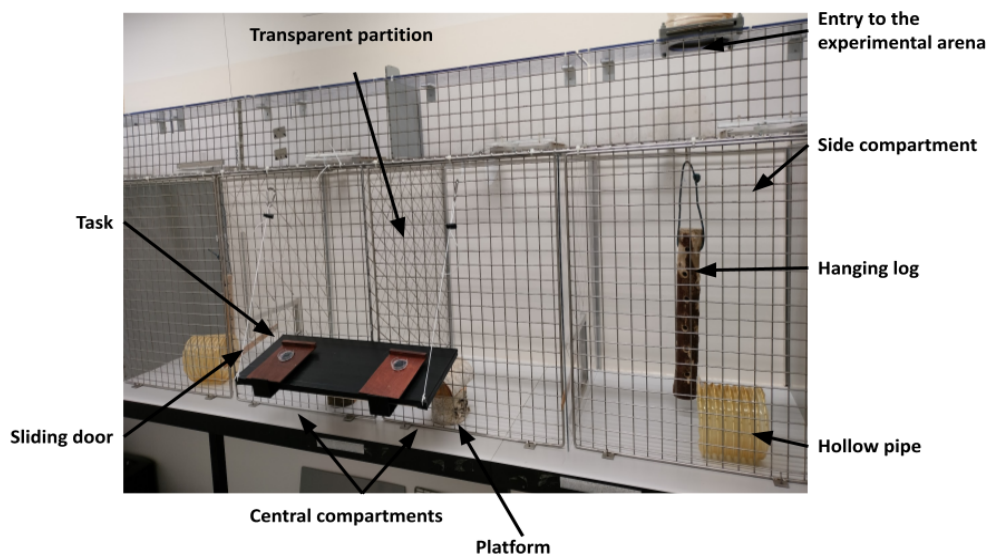 Transparent partition
Entry to the
experimental arena
Side compartment
Task
Hanging log
Sliding door
Hollow pipe
Central compartments
Platform